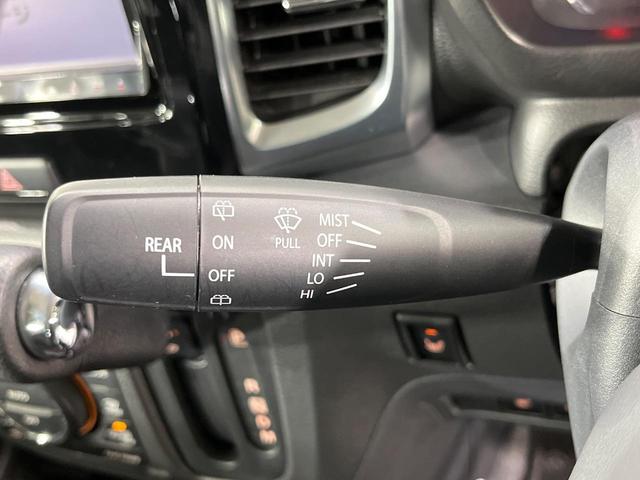 REAR
ON
OFF
PULL
MIST
OFF
INT
LO
HI